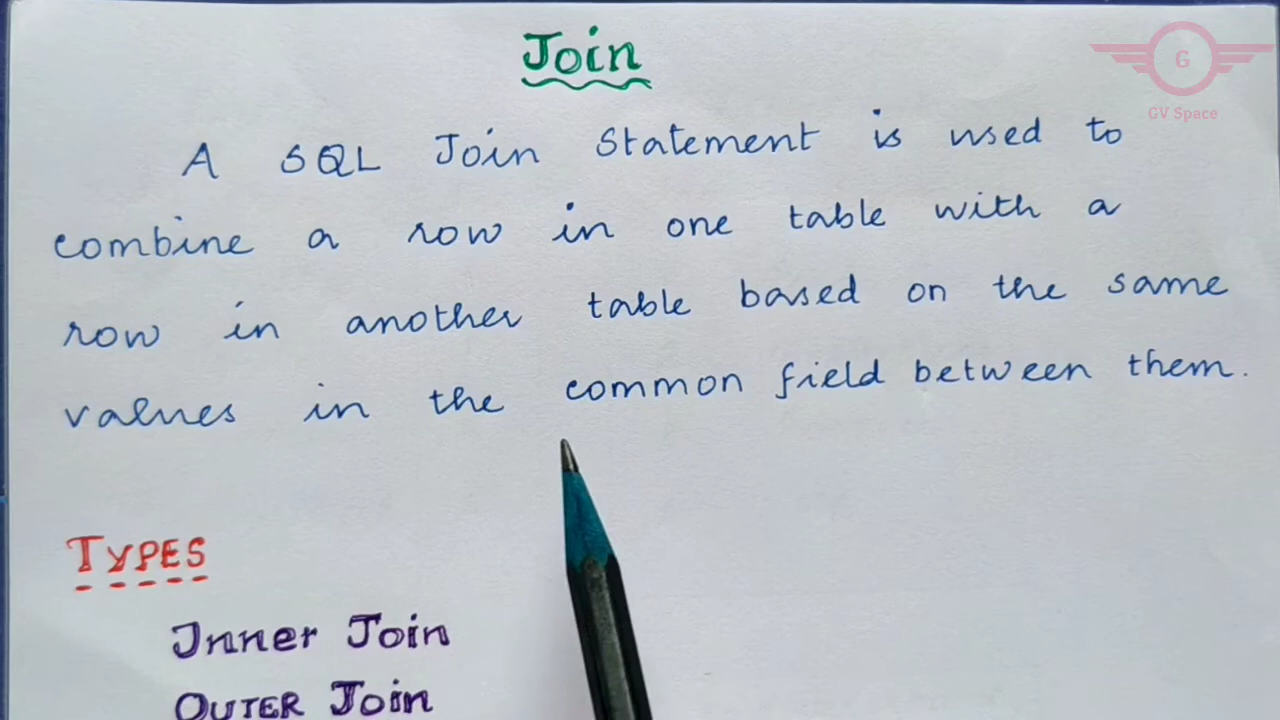 Join
G
GV Space
A SQL Join Statement is used to
combine a row in one table with a
row in another table based on the same
values in the common field between them.
TYPES
Inner Join
OUTER Join